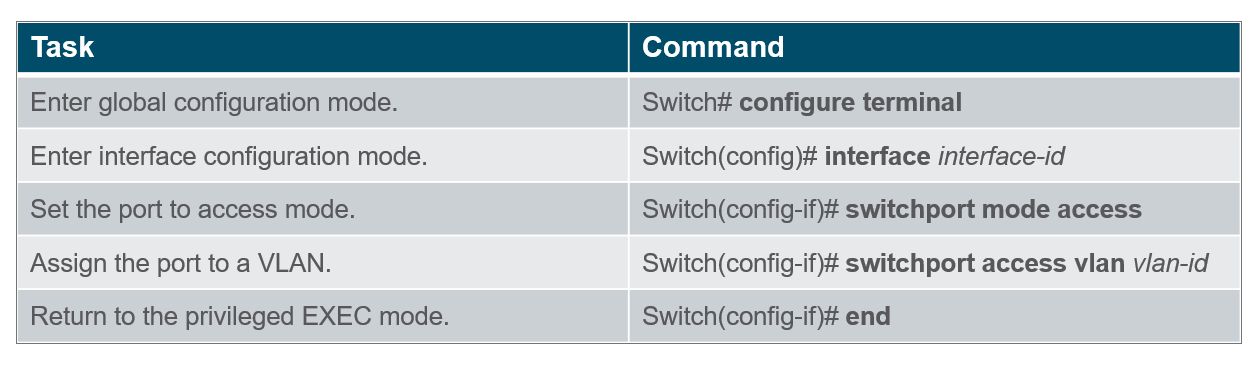 Task Command
Enter global configuration mode. Switch# configure terminal
Enter interface configuration mode. Switch(config)# interface interface-id
Set the port to access mode. Switch(config-if)# switchport mode access
Assign the port to a VLAN. Switch(config-if)# switchport access vlan vlan-id
Return to the privileged EXEC mode. Switch(config-if)# end